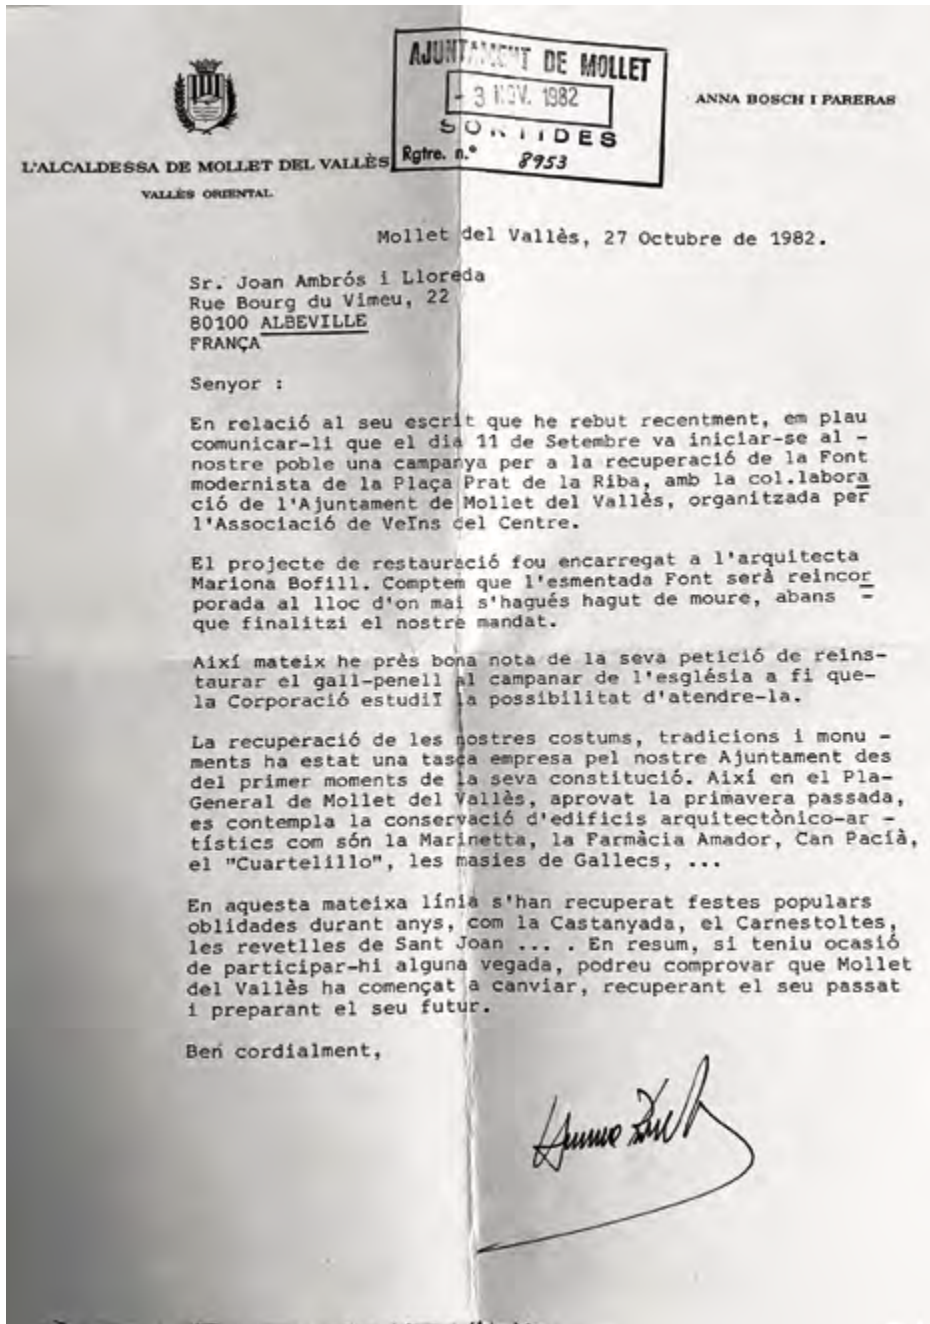 AJUNTAMENT DE MOLLET
- 3 NOV. 1982
SORTIDES
Rgtre. n.º 8953
ANNA BOSCH I PARERAS
L'ALCALDESSA DE MOLLET DEL VALLÈS
VALLÈS ORIENTAL
Mollet del Vallès, 27 Octubre de 1982.
Sr. Joan Ambrós i Lloreda
Rue Bourg du Vimeu, 22
80100 ALBEVILLE
FRANÇA
Senyor :
En relació al seu escrit que he rebut recentment, em plau
comunicar-li que el dia 11 de Setembre va iniciar-se al -
nostre poble una campanya per a la recuperació de la Font
modernista de la Plaça Prat de la Riba, amb la col.labora
ció de l'Ajuntament de Mollet del Vallès, organitzada per
l'Associació de Veïns del Centre.
El projecte de restauració fou encarregat a l'arquitecta
Mariona Bofill. Comptem que l'esmentada Font serà reincor
porada al lloc d'on mai s'hagués hagut de moure, abans -
que finalitzi el nostre mandat.
Així mateix he près bona nota de la seva petició de reins-
taurar el gall-penell al campanar de l'església a fi que-
la Corporació estudiï la possibilitat d'atendre-la.
La recuperació de les nostres costums, tradicions i monu -
ments ha estat una tasca empresa pel nostre Ajuntament des
del primer moments de la seva constitució. Així en el Pla-
General de Mollet del Vallès, aprovat la primavera passada,
es contempla la conservació d'edificis arquitectònico-ar -
tístics com són la Marinetta, la Farmàcia Amador, Can Pacià,
el "Cuartelillo", les masies de Gallecs, ...
En aquesta mateixa línia s'han recuperat festes populars
oblidades durant anys, com la Castanyada, el Carnestoltes,
les revetlles de Sant Joan ... . En resum, si teniu ocasió
de participar-hi alguna vegada, podreu comprovar que Mollet
del Vallès ha començat a canviar, recuperant el seu passat
i preparant el seu futur.
Ben cordialment,